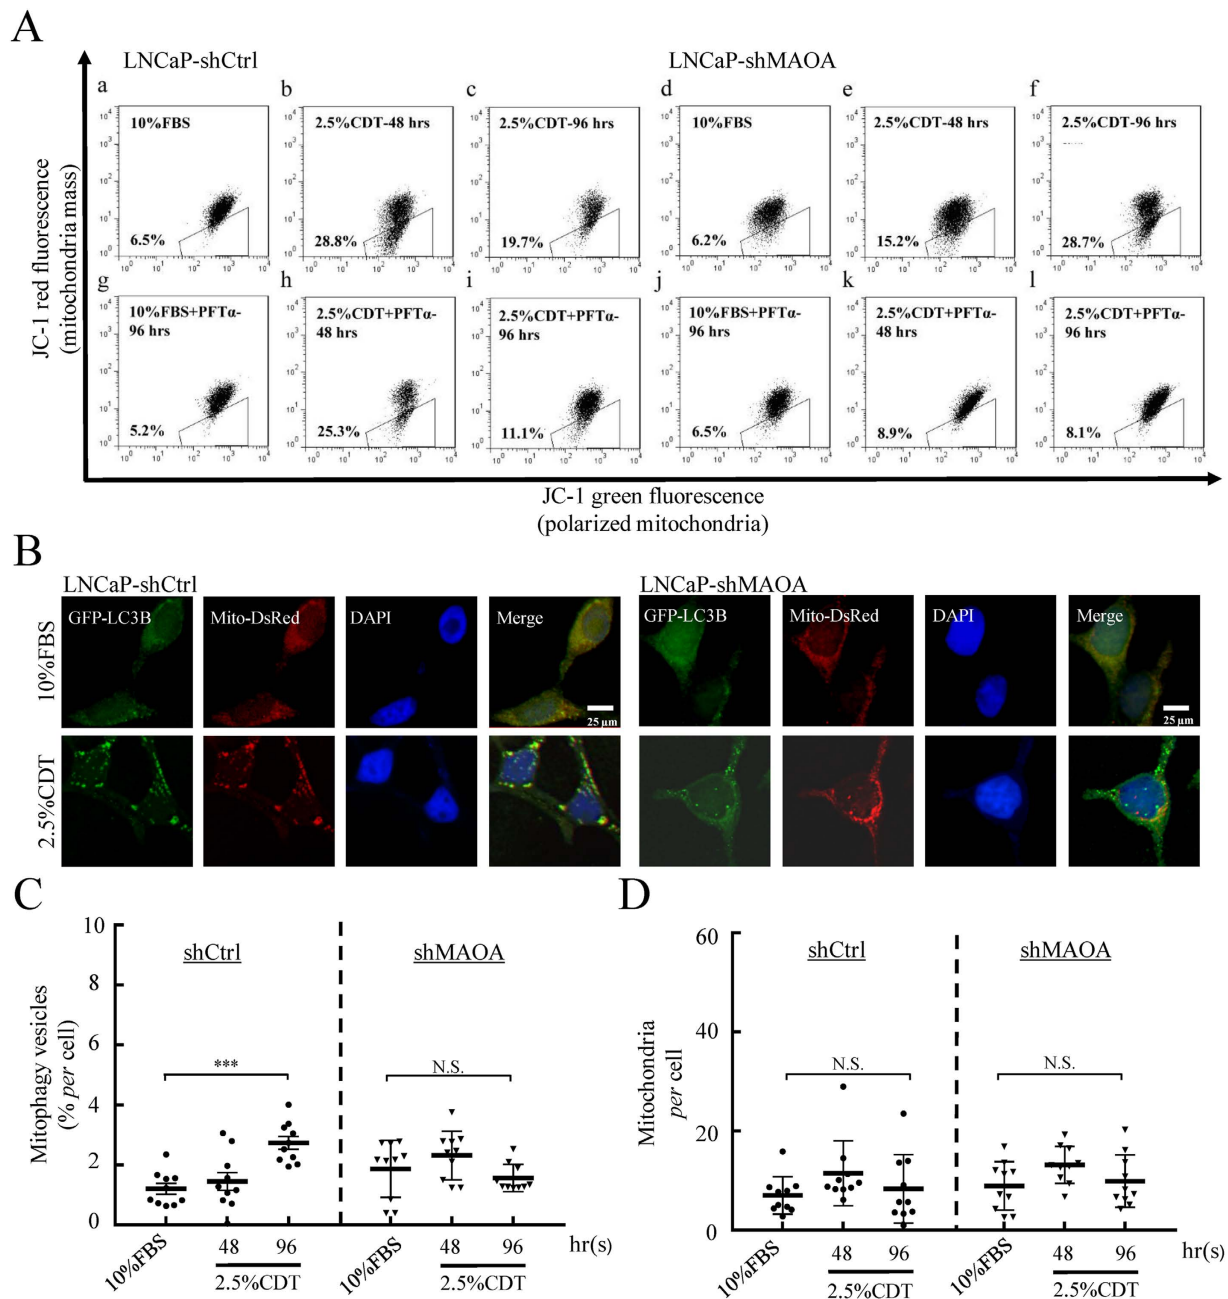 A
LNCaP-shCtrl
LNCaP-shMAOA
JC-1 red fluorescence
(mitochondria mass)
a
b
c
d
e
f
10%FBS
2.5%CDT-48 hrs
2.5%CDT-96 hrs
10%FBS
2.5%CDT-48 hrs
2.5%CDT-96 hrs
6.5%
28.8%
19.7%
6.2%
15.2%
28.7%
g
h
i
j
k
l
10%FBS+PFTα-
96 hrs
2.5%CDT+PFTα-
48 hrs
2.5%CDT+PFTα-
96 hrs
10%FBS+PFTα-
96 hrs
2.5%CDT+PFTα-
48 hrs
2.5%CDT+PFTα-
96 hrs
5.2%
25.3%
11.1%
6.5%
8.9%
8.1%
JC-1 green fluorescence
(polarized mitochondria)
B
LNCaP-shCtrl
LNCaP-shMAOA
10%FBS
GFP-LC3B
Mito-DsRed
DAPI
Merge
25 µm
GFP-LC3B
Mito-DsRed
DAPI
Merge
25 µm
2.5%CDT
C
Mitophagy vesicles
(% per cell)
10
8
6
4
2
0
shCtrl
shMAOA
***
N.S.
10%FBS
48
96
10%FBS
48
96
hr(s)
2.5%CDT
2.5%CDT
D
Mitochondria
per cell
60
40
20
0
shCtrl
shMAOA
N.S.
N.S.
10%FBS
48
96
10%FBS
48
96
hr(s)
2.5%CDT
2.5%CDT